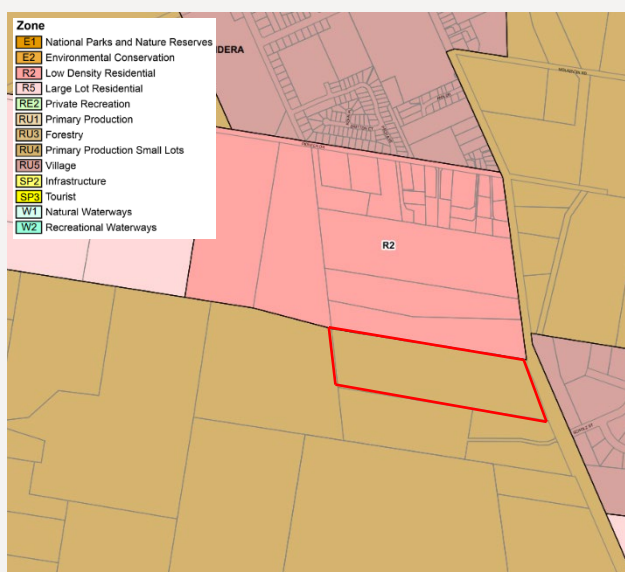 Zone
E1 National Parks and Nature Reserves
E2 Environmental Conservation
R2 Low Density Residential
R5 Large Lot Residential
RE2 Private Recreation
RU1 Primary Production
RU3 Forestry
RU4 Primary Production Small Lots
RU5 Village
SP2 Infrastructure
SP3 Tourist
W1 Natural Waterways
W2 Recreational Waterways
DERA
R2